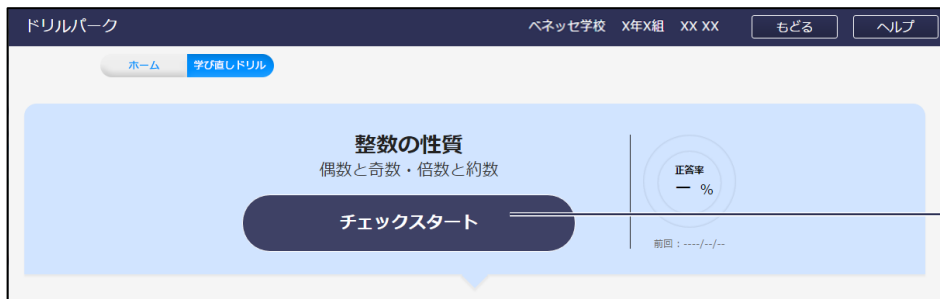 ドリルパーク
ベネッセ学校 X年X組 XX XX
もどる
ヘルプ
ホーム
学び直しドリル
整数の性質
偶数と奇数・倍数と約数
チェックスタート
正答率
ー %
前回：----/--/--